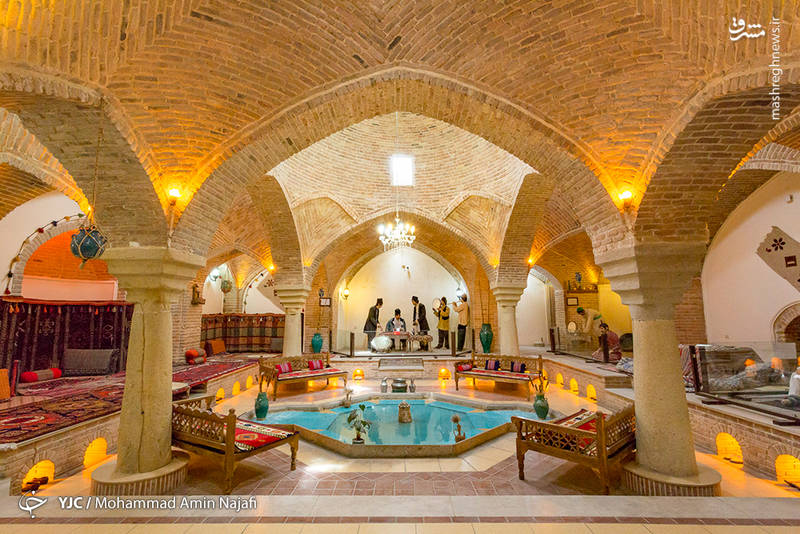 مشرق
mashreghnews.ir
YJC // Mohammad Amin Najafi